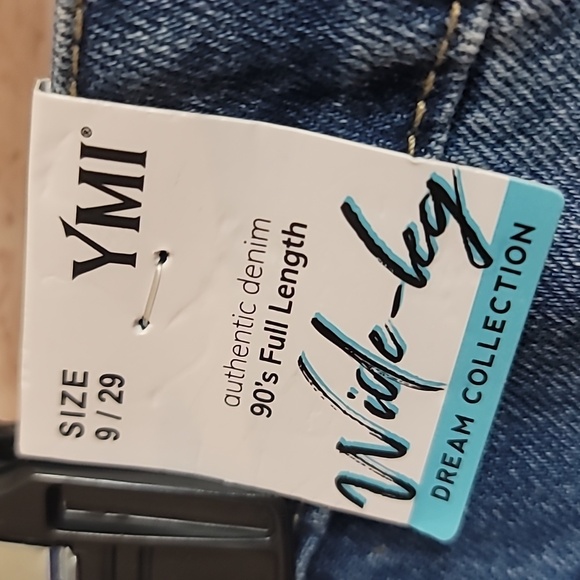 SIZE
9 / 29
YMI®
authentic denim
90's Full Length
Wide-leg
DREAM COLLECTION